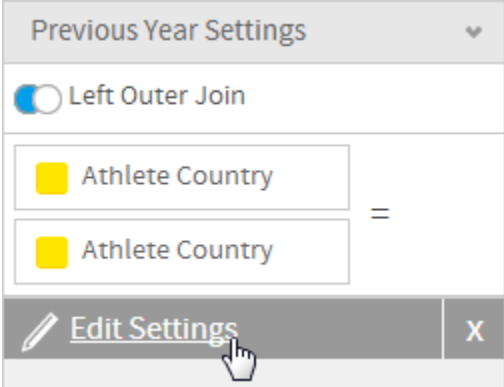 Previous Year Settings
Left Outer Join
Athlete Country
=
Athlete Country
Edit Settings X